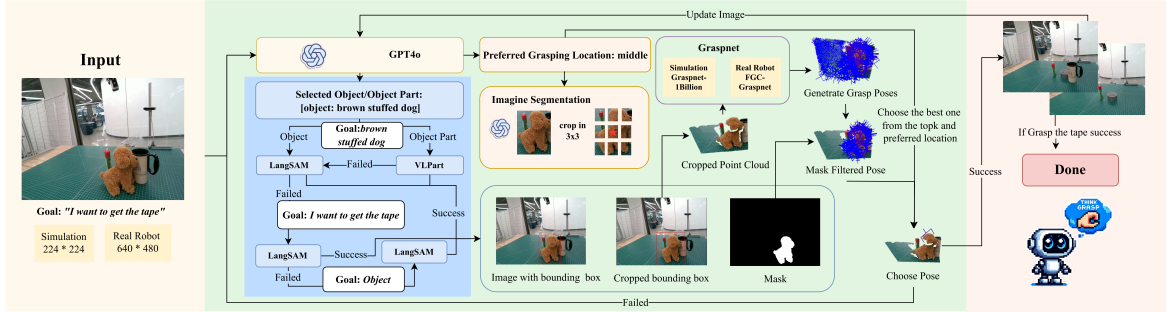 Input
Goal: "I want to get the tape"
Simulation
224 * 224
Real Robot
640 * 480
Update Image
GPT4o
Selected Object/Object Part:
[object: brown stuffed dog]
Goal:brown
stuffed dog
Object
Object Part
LangSAM
Failed
VLPart
Failed
Goal: I want to get the tape
Success
LangSAM
Success
LangSAM
Failed
Goal: Object
Preferred Grasping Location: middle
Imagine Segmentation
crop in
3x3
Graspnet
Simulation
Graspnet-
1Billion
Real Robot
FGC-
Graspnet
Cropped Point Cloud
Genetrate Grasp Poses
Choose the best one
from the topk and
preferred location
Mask Filtered Pose
Image with bounding box
Cropped bounding box
Mask
Choose Pose
Failed
Success
If Grasp the tape success
Done
THINK
GRASP